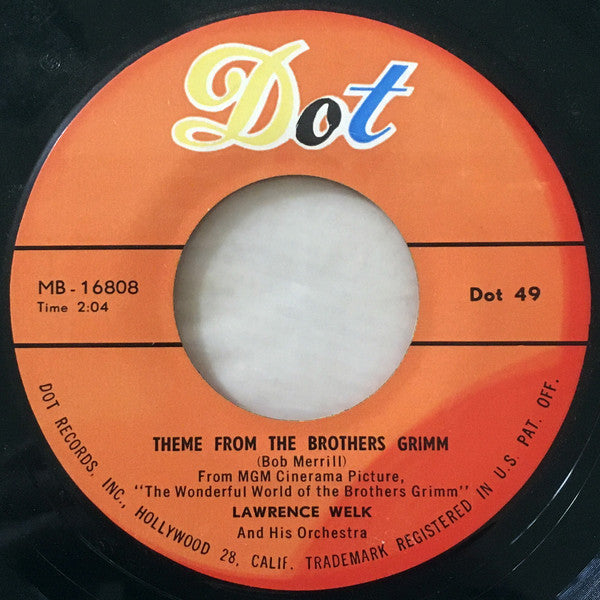 Dot
MB-16808
Time 2:04
Dot 49
THEME FROM THE BROTHERS GRIMM
(Bob Merrill)
From MGM Cinerama Picture,
"The Wonderful World of the Brothers Grimm"
LAWRENCE WELK
And His Orchestra
DOT RECORDS, INC., HOLLYWOOD 28, CALIF. TRADEMARK REGISTERED IN U.S. PAT. OFF.